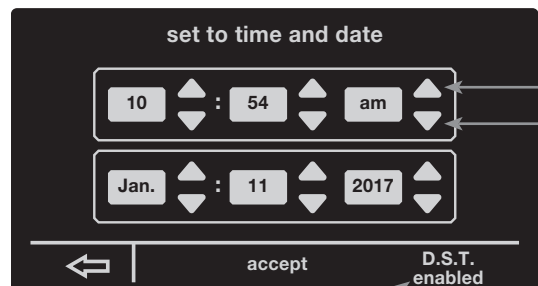 set to time and date
10 : 54 am
Jan. : 11 2017
accept
D.S.T.
enabled